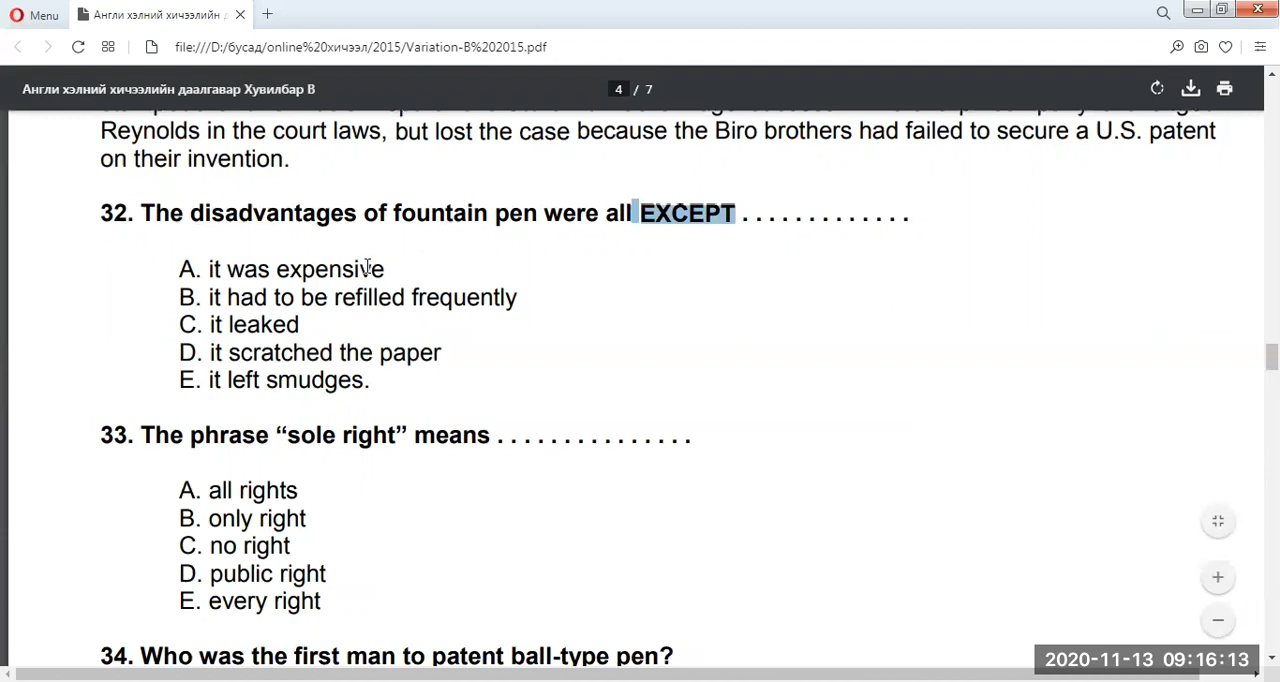 Menu
Англи хэлний хичээлийн
file:///D:/бусад/online%20хичээл/2015/Variation-B%202015.pdf
Англи хэлний хичээлийн даалгавар Хувилбар B
4 / 7
Reynolds in the court laws, but lost the case because the Biro brothers had failed to secure a U.S. patent
on their invention.
32. The disadvantages of fountain pen were all EXCEPT . . . . . . . . . . . . .
A. it was expensive
B. it had to be refilled frequently
C. it leaked
D. it scratched the paper
E. it left smudges.
33. The phrase “sole right” means . . . . . . . . . . . . . . .
A. all rights
B. only right
C. no right
D. public right
E. every right
34. Who was the first man to patent ball-type pen?
2020-11-13 09:16:13